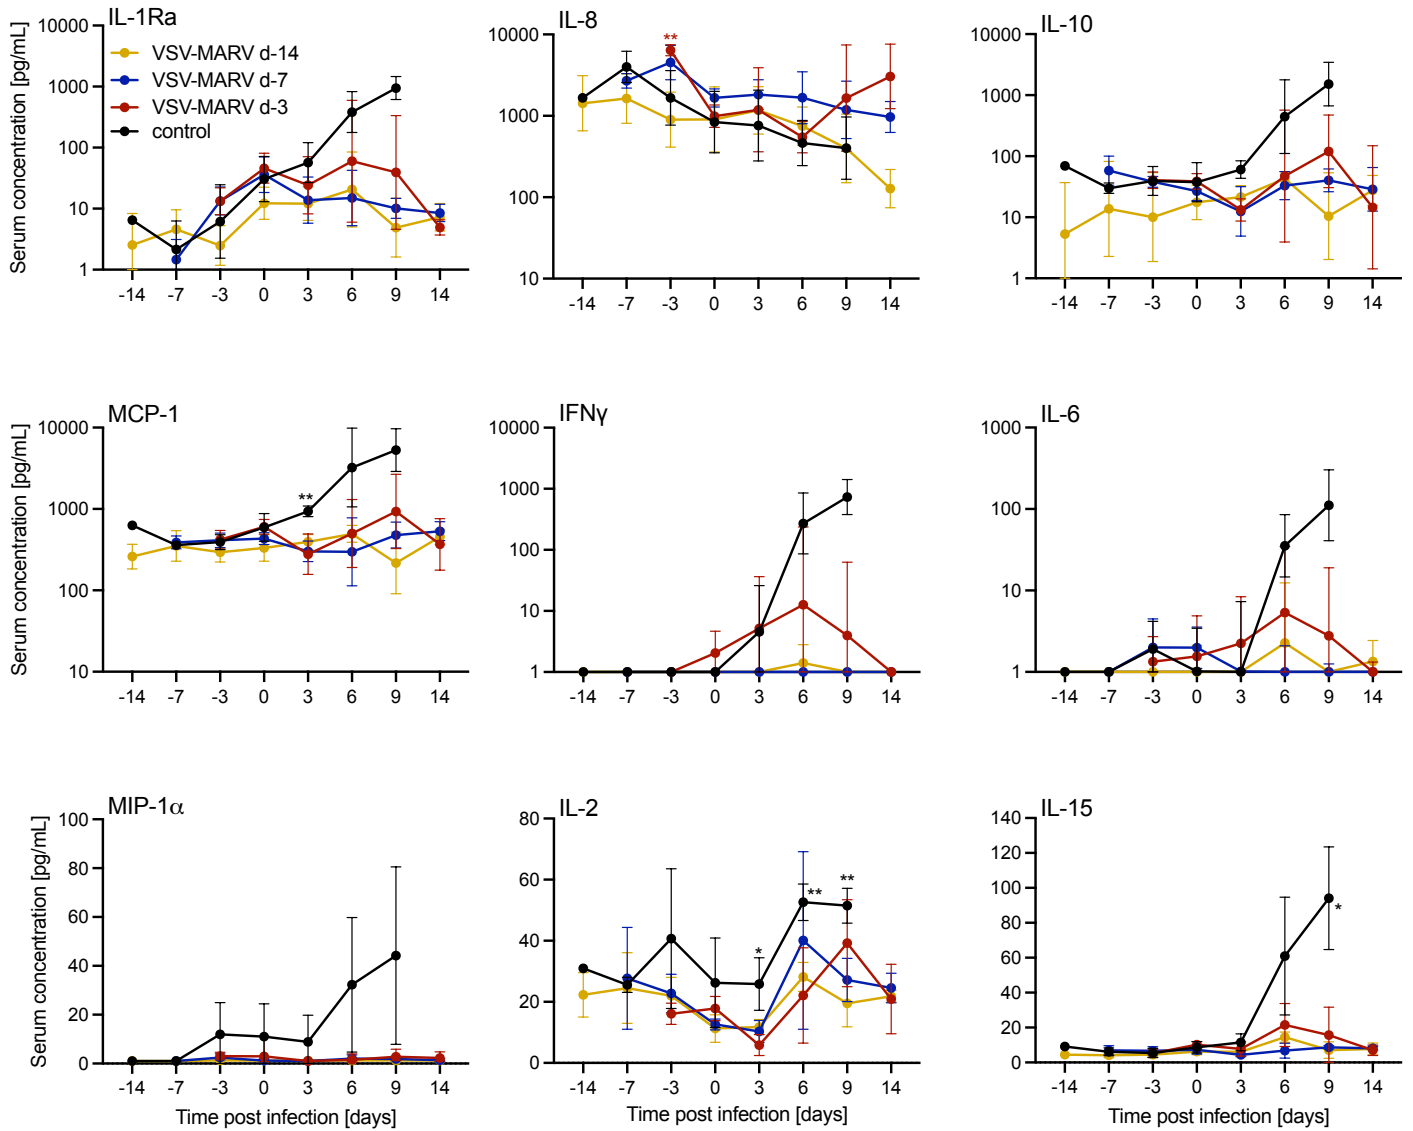 IL-1Ra
Serum concentration [pg/mL]
10000
1000
100
10
1
VSV-MARV d-14
VSV-MARV d-7
VSV-MARV d-3
control
-14 -7 -3 0 3 6 9 14
IL-8
10000
1000
100
10
**
-14 -7 -3 0 3 6 9 14
IL-10
10000
1000
100
10
1
-14 -7 -3 0 3 6 9 14
MCP-1
Serum concentration [pg/mL]
10000
1000
100
10
**
-14 -7 -3 0 3 6 9 14
IFNγ
10000
1000
100
10
1
-14 -7 -3 0 3 6 9 14
IL-6
1000
100
10
1
-14 -7 -3 0 3 6 9 14
MIP-1α
Serum concentration [pg/mL]
100
80
60
40
20
0
-14 -7 -3 0 3 6 9 14
Time post infection [days]
IL-2
80
60
40
20
0
* ** **
-14 -7 -3 0 3 6 9 14
Time post infection [days]
IL-15
140
120
100
80
60
40
20
0
*
-14 -7 -3 0 3 6 9 14
Time post infection [days]